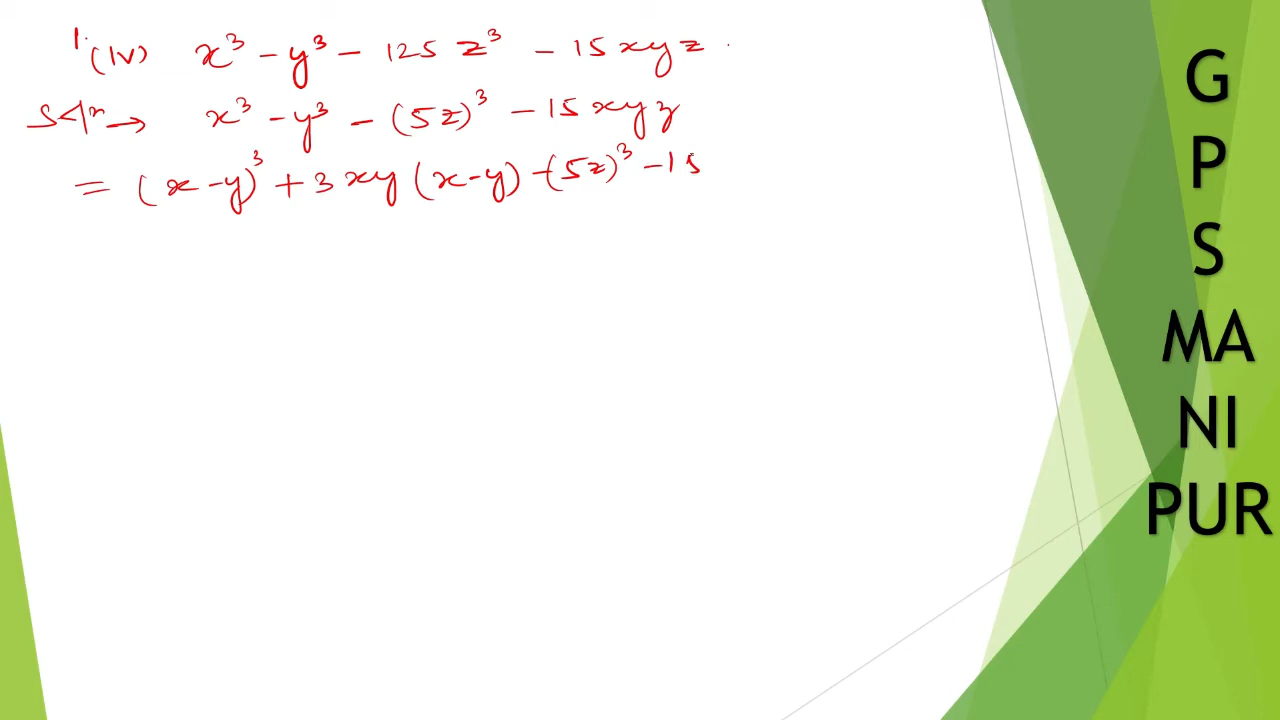 1.(iv) x³ - y³ - 125 z³ - 15 xyz
Sol^n → x³ - y³ - (5z)³ - 15 xyz
= (x-y)³ + 3xy(x-y) - (5z)³ - 15
G
P
S
MA
NI
PUR